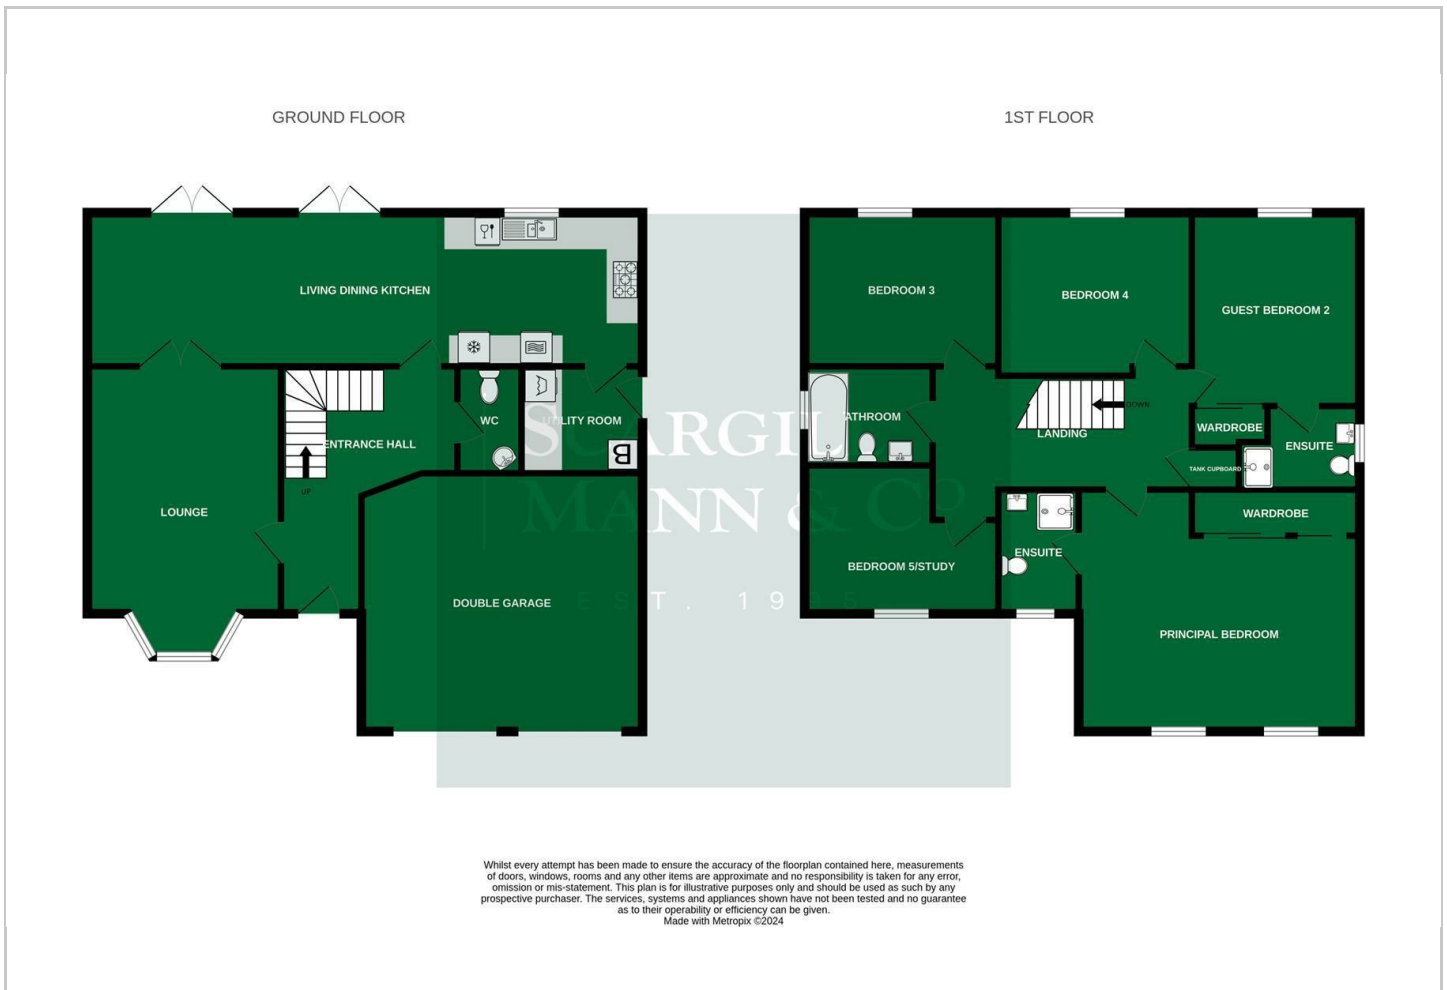 GROUND FLOOR
1ST FLOOR
LIVING DINING KITCHEN
WC
UTILITY ROOM
ENTRANCE HALL
B
UP
LOUNGE
DOUBLE GARAGE
BEDROOM 3
BEDROOM 4
GUEST BEDROOM 2
BATHROOM
DOWN
LANDING
WARDROBE
ENSUITE
TANK CUPBOARD
WARDROBE
ENSUITE
BEDROOM 5/STUDY
PRINCIPAL BEDROOM
SCARGILL
MANN & Co
EST. 1995
Whilst every attempt has been made to ensure the accuracy of the floorplan contained here, measurements
of doors, windows, rooms and any other items are approximate and no responsibility is taken for any error,
omission or mis-statement. This plan is for illustrative purposes only and should be used as such by any
prospective purchaser. The services, systems and appliances shown have not been tested and no guarantee
as to their operability or efficiency can be given.
Made with Metropix ©2024